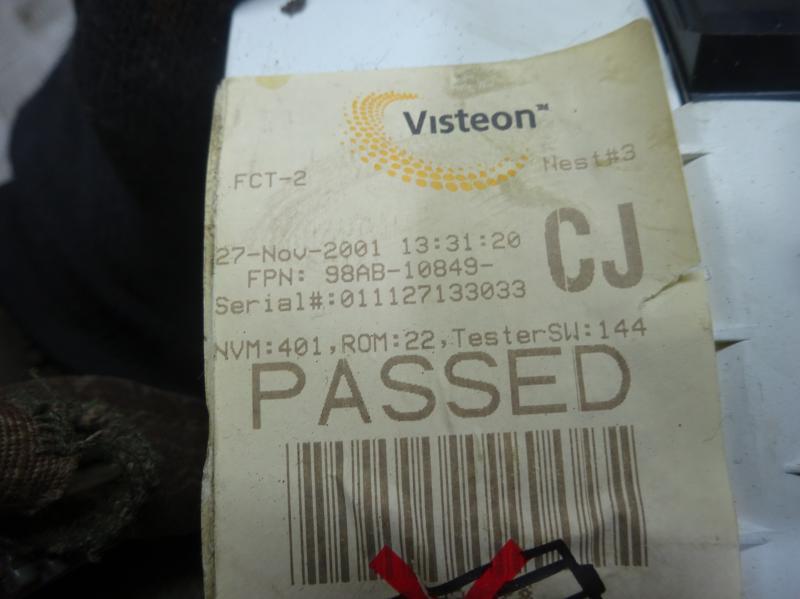 Visteon™
FCT-2
Nest#3
27-Nov-2001 13:31:20
CJ
FPN: 98AB-10849-
Serial#:011127133033
NVM:401,ROM:22,TesterSW:144
PASSED